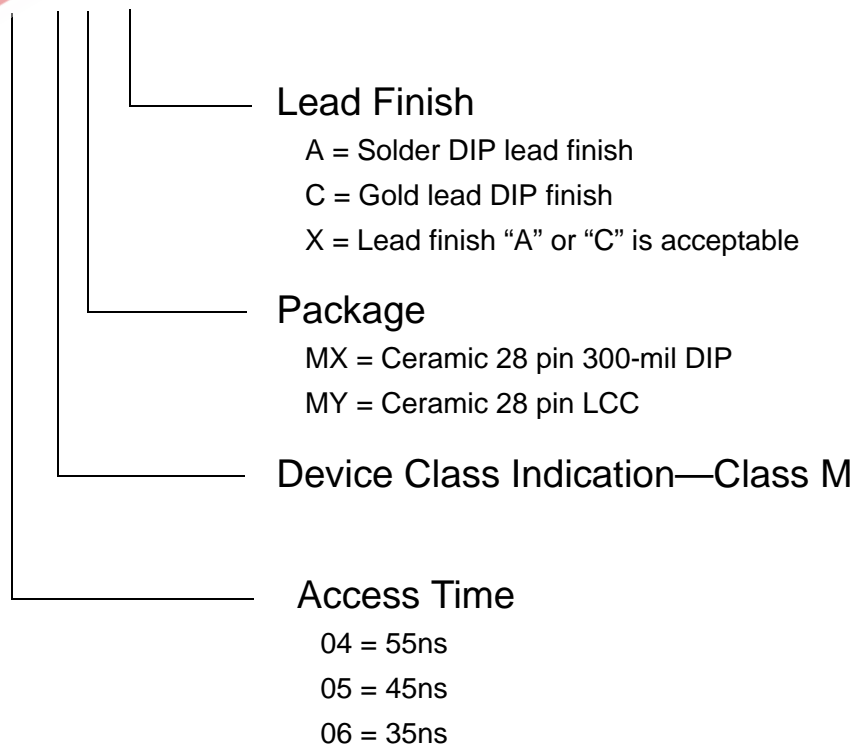 Lead Finish
A = Solder DIP lead finish
C = Gold lead DIP finish
X = Lead finish “A” or “C” is acceptable
Package
MX = Ceramic 28 pin 300-mil DIP
MY = Ceramic 28 pin LCC
Device Class Indication—Class M
Access Time
04 = 55ns
05 = 45ns
06 = 35ns